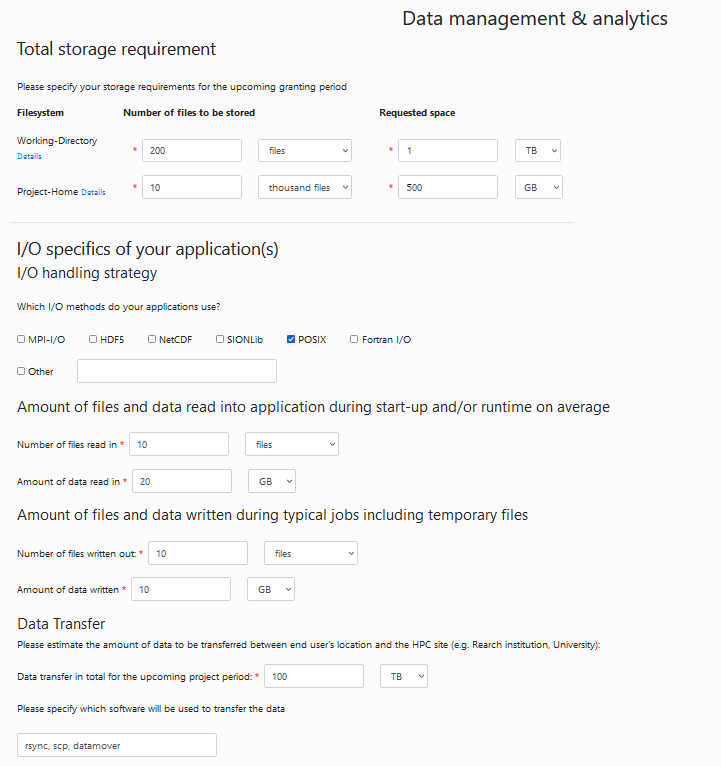 Data management & analytics
Total storage requirement
Please specify your storage requirements for the upcoming granting period
Filesystem Number of files to be stored Requested space
Working-Directory
Details
* 200 files * 1 TB
Project-Home Details * 10 thousand files * 500 GB
I/O specifics of your application(s)
I/O handling strategy
Which I/O methods do your applications use?
MPI-I/O HDF5 NetCDF SIONLib POSIX Fortran I/O
Other
Amount of files and data read into application during start-up and/or runtime on average
Number of files read in * 10 files
Amount of data read in * 20 GB
Amount of files and data written during typical jobs including temporary files
Number of files written out: * 10 files
Amount of data written * 10 GB
Data Transfer
Please estimate the amount of data to be transferred between end user's location and the HPC site (e.g. Rearch institution, University):
Data transfer in total for the upcoming project period: * 100 TB
Please specify which software will be used to transfer the data
rsync, scp, datamover